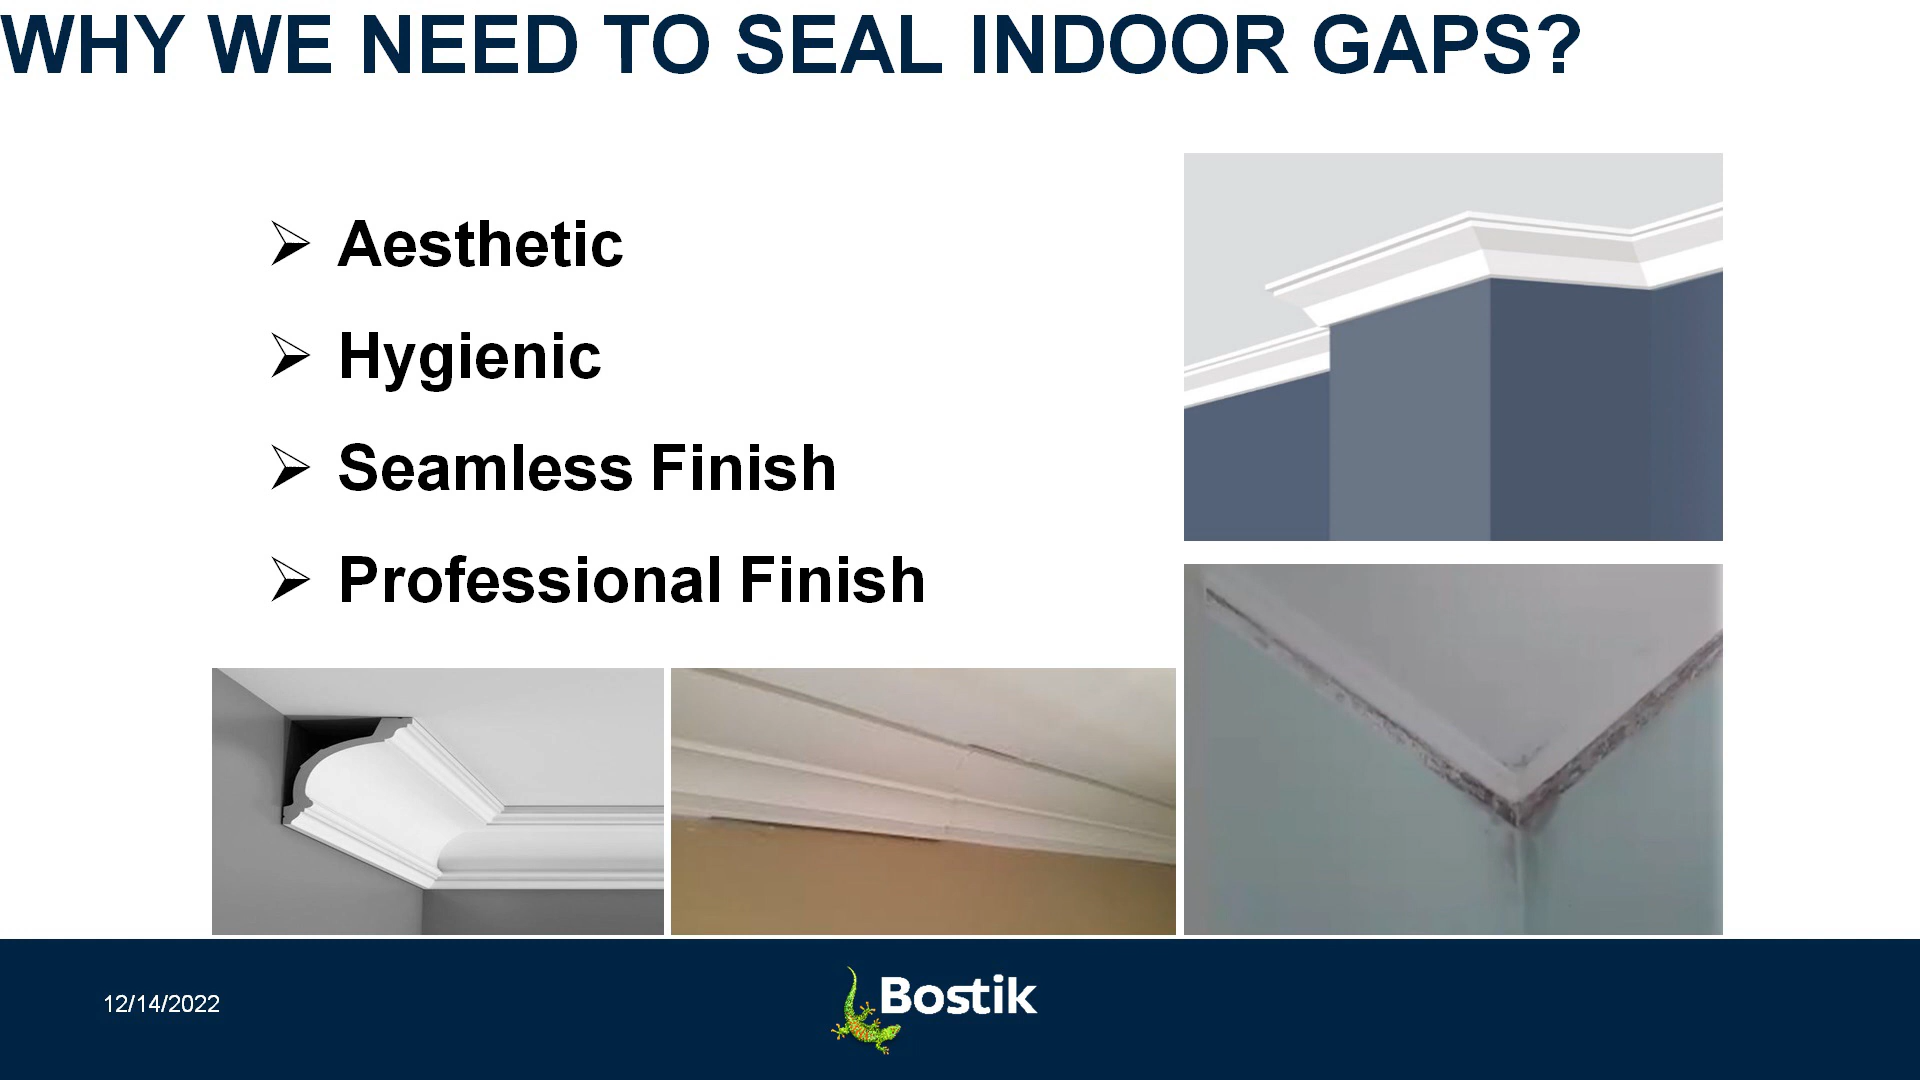 WHY WE NEED TO SEAL INDOOR GAPS?
➢ Aesthetic
➢ Hygienic
➢ Seamless Finish
➢ Professional Finish
12/14/2022
Bostik